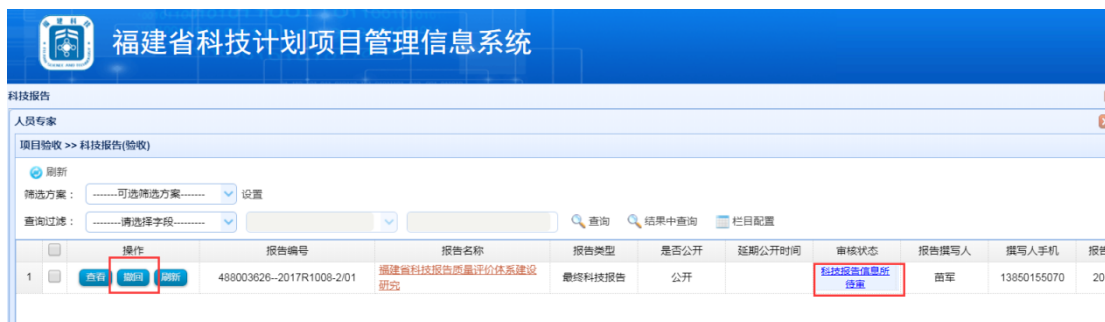 福建省科技计划项目管理信息系统
科技报告
人员专家
项目验收 >> 科技报告(验收)
刷新
筛选方案： -------可选筛选方案------- 设置
查询过滤： --------请选择字段--------- 查询 结果中查询 栏目配置
操作 报告编号 报告名称 报告类型 是否公开 延期公开时间 审核状态 报告撰写人 撰写人手机
1 查看 撤回 刷新 488003626--2017R1008-2/01 福建省科技报告质量评价体系建设 最终科技报告 公开 科技报告信息所 苗军 13850155070 20
研究 待审